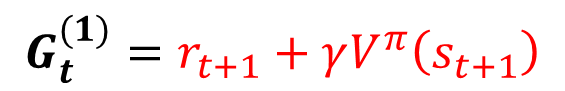 G_t^{(1)} = r_{t+1} + γV^π(s_{t+1})